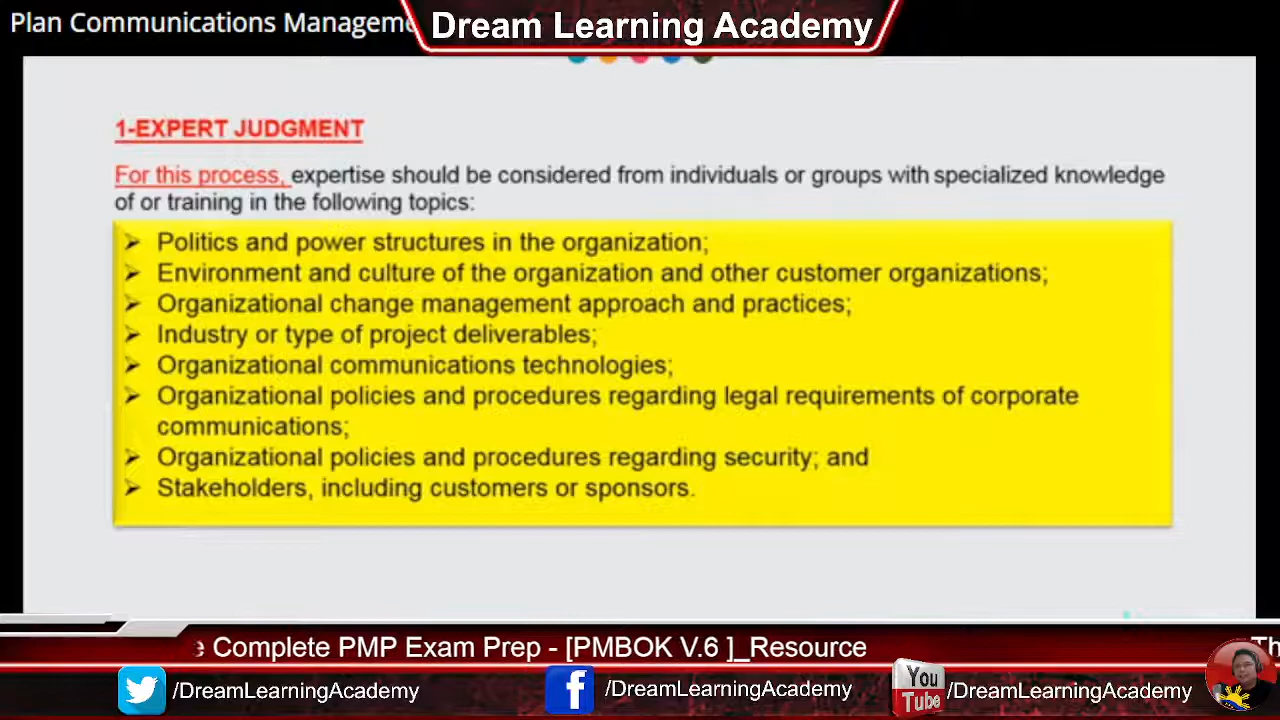 Plan Communications Manageme
Dream Learning Academy
1-EXPERT JUDGMENT
For this process, expertise should be considered from individuals or groups with specialized knowledge
of or training in the following topics:
➢ Politics and power structures in the organization;
➢ Environment and culture of the organization and other customer organizations;
➢ Organizational change management approach and practices;
➢ Industry or type of project deliverables;
➢ Organizational communications technologies;
➢ Organizational policies and procedures regarding legal requirements of corporate
communications;
➢ Organizational policies and procedures regarding security; and
➢ Stakeholders, including customers or sponsors.
e Complete PMP Exam Prep - [PMBOK V.6 ]_Resource Th
/DreamLearningAcademy /DreamLearningAcademy You Tube /DreamLearningAcademy